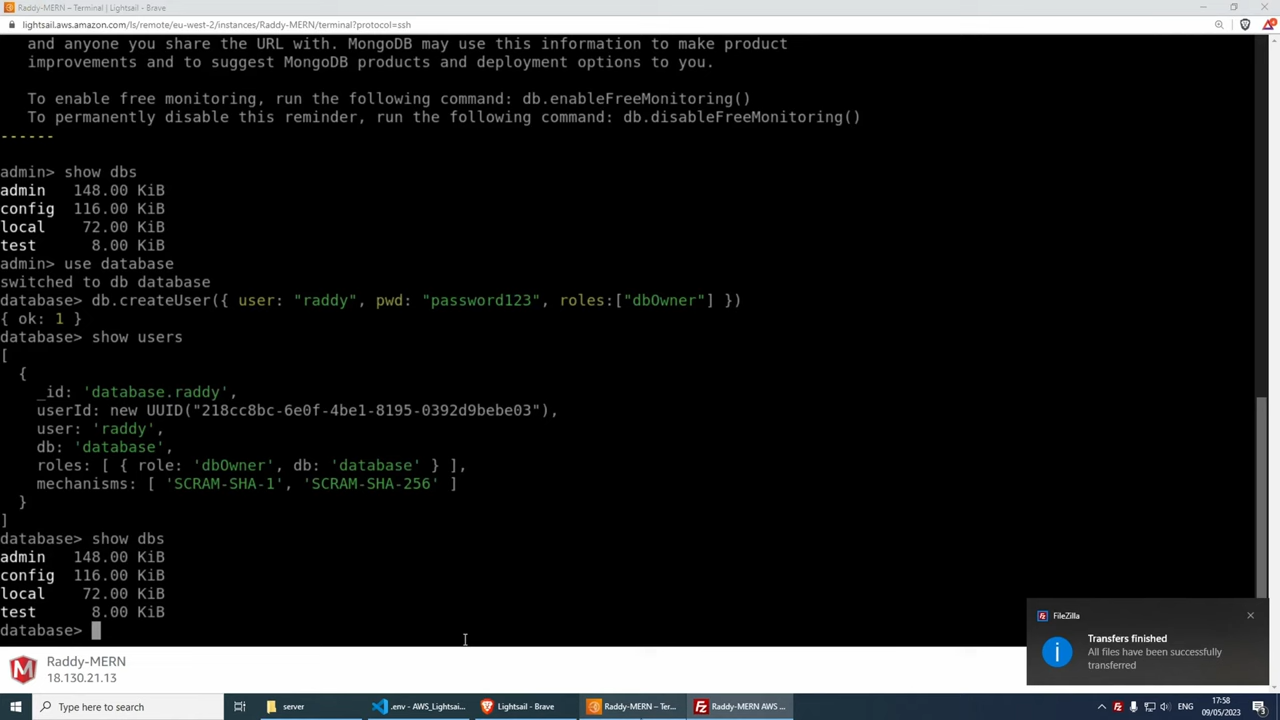 Raddy-MERN – Terminal - Lightsail - Brave
lightsail.aws.amazon.com/ls/remote/eu-west-2/instances/Raddy-MERN/terminal?protocol=ssh
and anyone you share the URL with. MongoDB may use this information to make product
improvements and to suggest MongoDB products and deployment options to you.
To enable free monitoring, run the following command: db.enableFreeMonitoring()
To permanently disable this reminder, run the following command: db.disableFreeMonitoring()
------
admin> show dbs
admin 148.00 KiB
config 116.00 KiB
local 72.00 KiB
test 8.00 KiB
admin> use database
switched to db database
database> db.createUser({ user: "raddy", pwd: "password123", roles:["dbOwner"] })
{ ok: 1 }
database> show users
[
{
_id: 'database.raddy',
userId: new UUID("218cc8bc-6e0f-4be1-8195-0392d9bebe03"),
user: 'raddy',
db: 'database',
roles: [ { role: 'dbOwner', db: 'database' } ],
mechanisms: [ 'SCRAM-SHA-1', 'SCRAM-SHA-256' ]
}
]
database> show dbs
admin 148.00 KiB
config 116.00 KiB
local 72.00 KiB
test 8.00 KiB
database>
FileZilla
Transfers finished
All files have been successfully
transferred
Raddy-MERN
18.130.21.13
Type here to search
server
.env - AWS_Lightsai...
Lightsail - Brave
Raddy-MERN – Ter...
Raddy-MERN AWS ...
ENG
17:58
09/05/2023
3